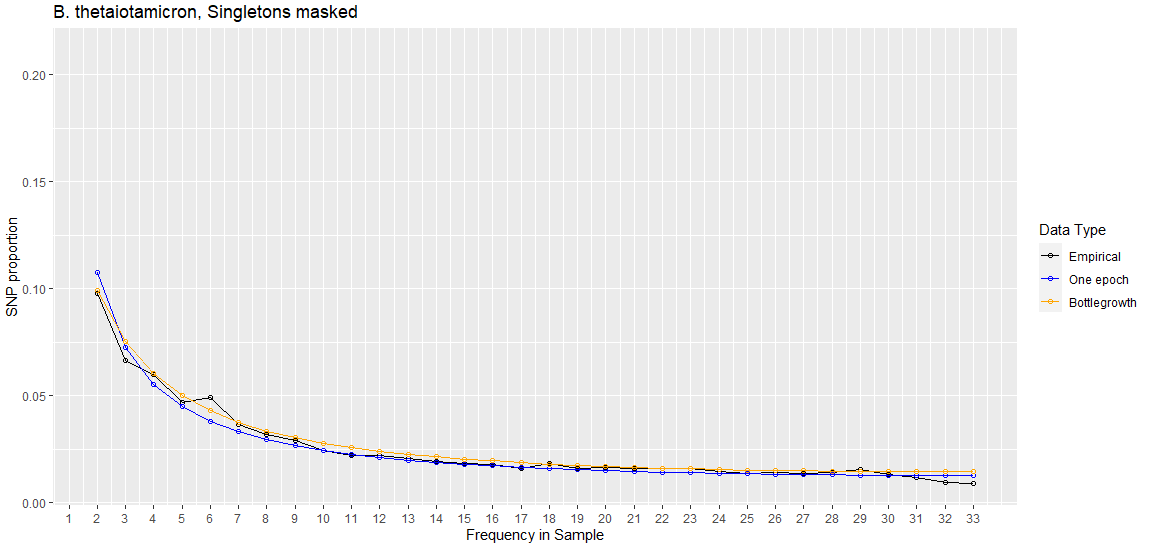 B. thetaiotamicron, Singletons masked
SNP proportion
0.20
0.15
0.10
0.05
0.00
1 2 3 4 5 6 7 8 9 10 11 12 13 14 15 16 17 18 19 20 21 22 23 24 25 26 27 28 29 30 31 32 33
Frequency in Sample
Data Type
Empirical
One epoch
Bottlegrowth